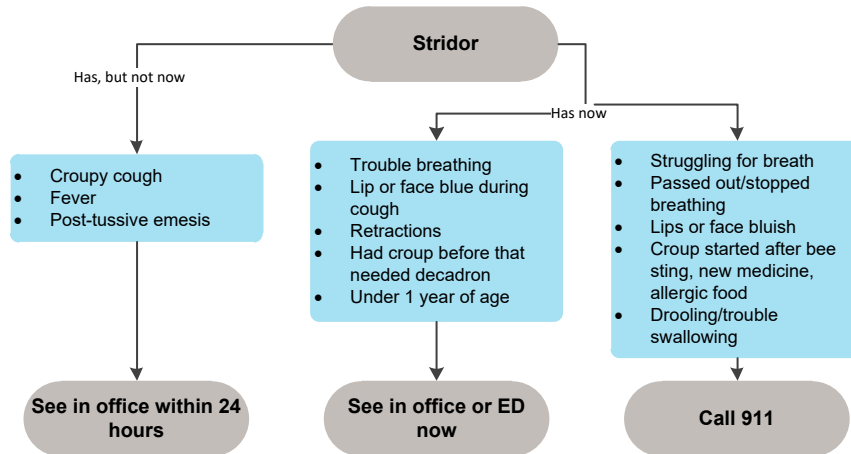 Stridor
Has, but not now
Has now
• Croupy cough
• Fever
• Post-tussive emesis
• Trouble breathing
• Lip or face blue during
cough
• Retractions
• Had croup before that
needed decadron
• Under 1 year of age
• Struggling for breath
• Passed out/stopped
breathing
• Lips or face bluish
• Croup started after bee
sting, new medicine,
allergic food
• Drooling/trouble
swallowing
See in office within 24
hours
See in office or ED
now
Call 911